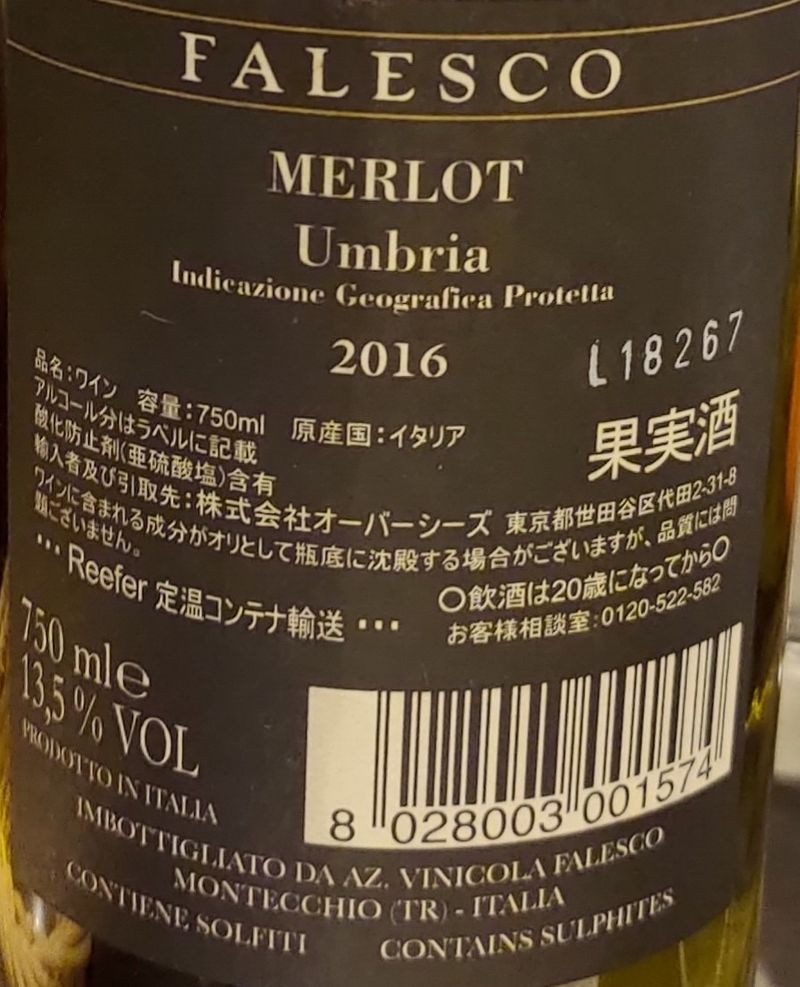 FALESCO
MERLOT
Umbria
Indicazione Geografica Protetta
2016
L18267
品名:ワイン 容量:750ml 原産国:イタリア
アルコール分はラベルに記載
酸化防止剤(亜硫酸塩)含有
果実酒
輸入者及び引取先:株式会社オーバーシーズ 東京都世田谷区代田2-31-8
ワインに含まれる成分がオリとして瓶底に沈殿する場合がございますが、品質には問
題ございません。
・・・Reefer 定温コンテナ輸送・・・
○飲酒は20歳になってから○
お客様相談室:0120-522-582
750 ml℮
13,5% VOL
PRODOTTO IN ITALIA
8 028003 001574
IMBOTTIGLIATO DA AZ. VINICOLA FALESCO
MONTECCHIO (TR) - ITALIA
CONTIENE SOLFITI CONTAINS SULPHITES